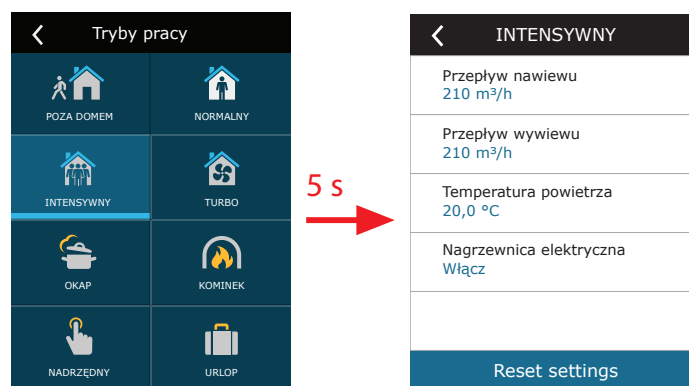 Tryby pracy
POZA DOMEM
NORMALNY
INTENSYWNY
TURBO
OKAP
KOMINEK
NADRZĘDNY
URLOP
5 s
INTENSYWNY
Przepływ nawiewu
210 m³/h
Przepływ wywiewu
210 m³/h
Temperatura powietrza
20,0 °C
Nagrzewnica elektryczna
Włącz
Reset settings